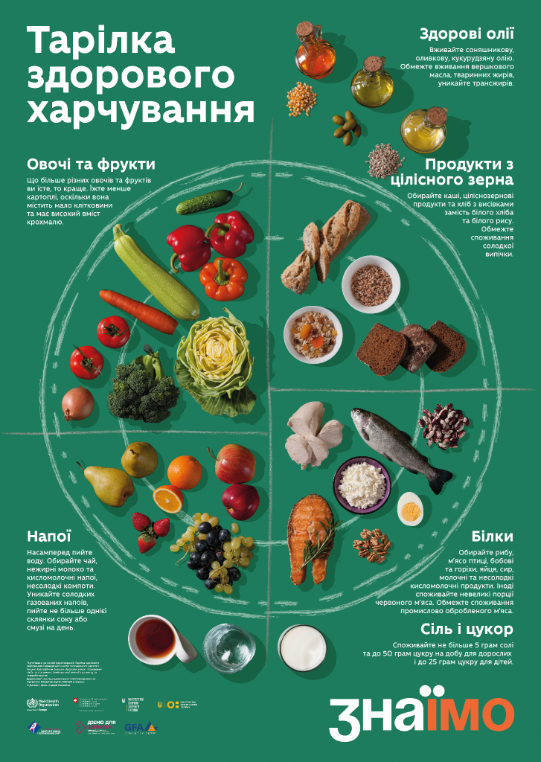 Тарілка
здорового
харчування
Здорові олії
Вживайте соняшникову,
оливкову, кукурудзяну олію.
Обмежте вживання вершкового
масла, тваринних жирів,
уникайте трансжирів.
Овочі та фрукти
Що більше різних овочів та фруктів
ви їсте, то краще. Їжте менше
картоплі, оскільки вона
містить мало клітковини
та має високий вміст
крохмалю.
Продукти з
цілісного зерна
Обирайте каші, цільнозернові
продукти та хліб з висівками
замість білого хліба
та білого рису.
Обмежте
споживання
солодкої
випічки.
Напої
Насамперед пийте
воду. Обирайте чай,
нежирні молоко та
кисломолочні напої,
несолодкі компоти.
Уникайте солодких
газованих напоїв,
пийте не більше однієї
склянки соку або
смузі на день.
Білки
Обирайте рибу,
м'ясо птиці, боби
та горіхи, яйця, сир,
молочні та несолодкі
кисломолочні продукти. Іноді
споживайте невеликі порції
червоного м'яса. Обмежте споживання
промислово обробленого м'яса.
Сіль і цукор
Споживайте не більше 5 грам солі
та до 50 грам цукру на добу для дорослих
і до 25 грам цукру для дітей.
GFA
знаїмо